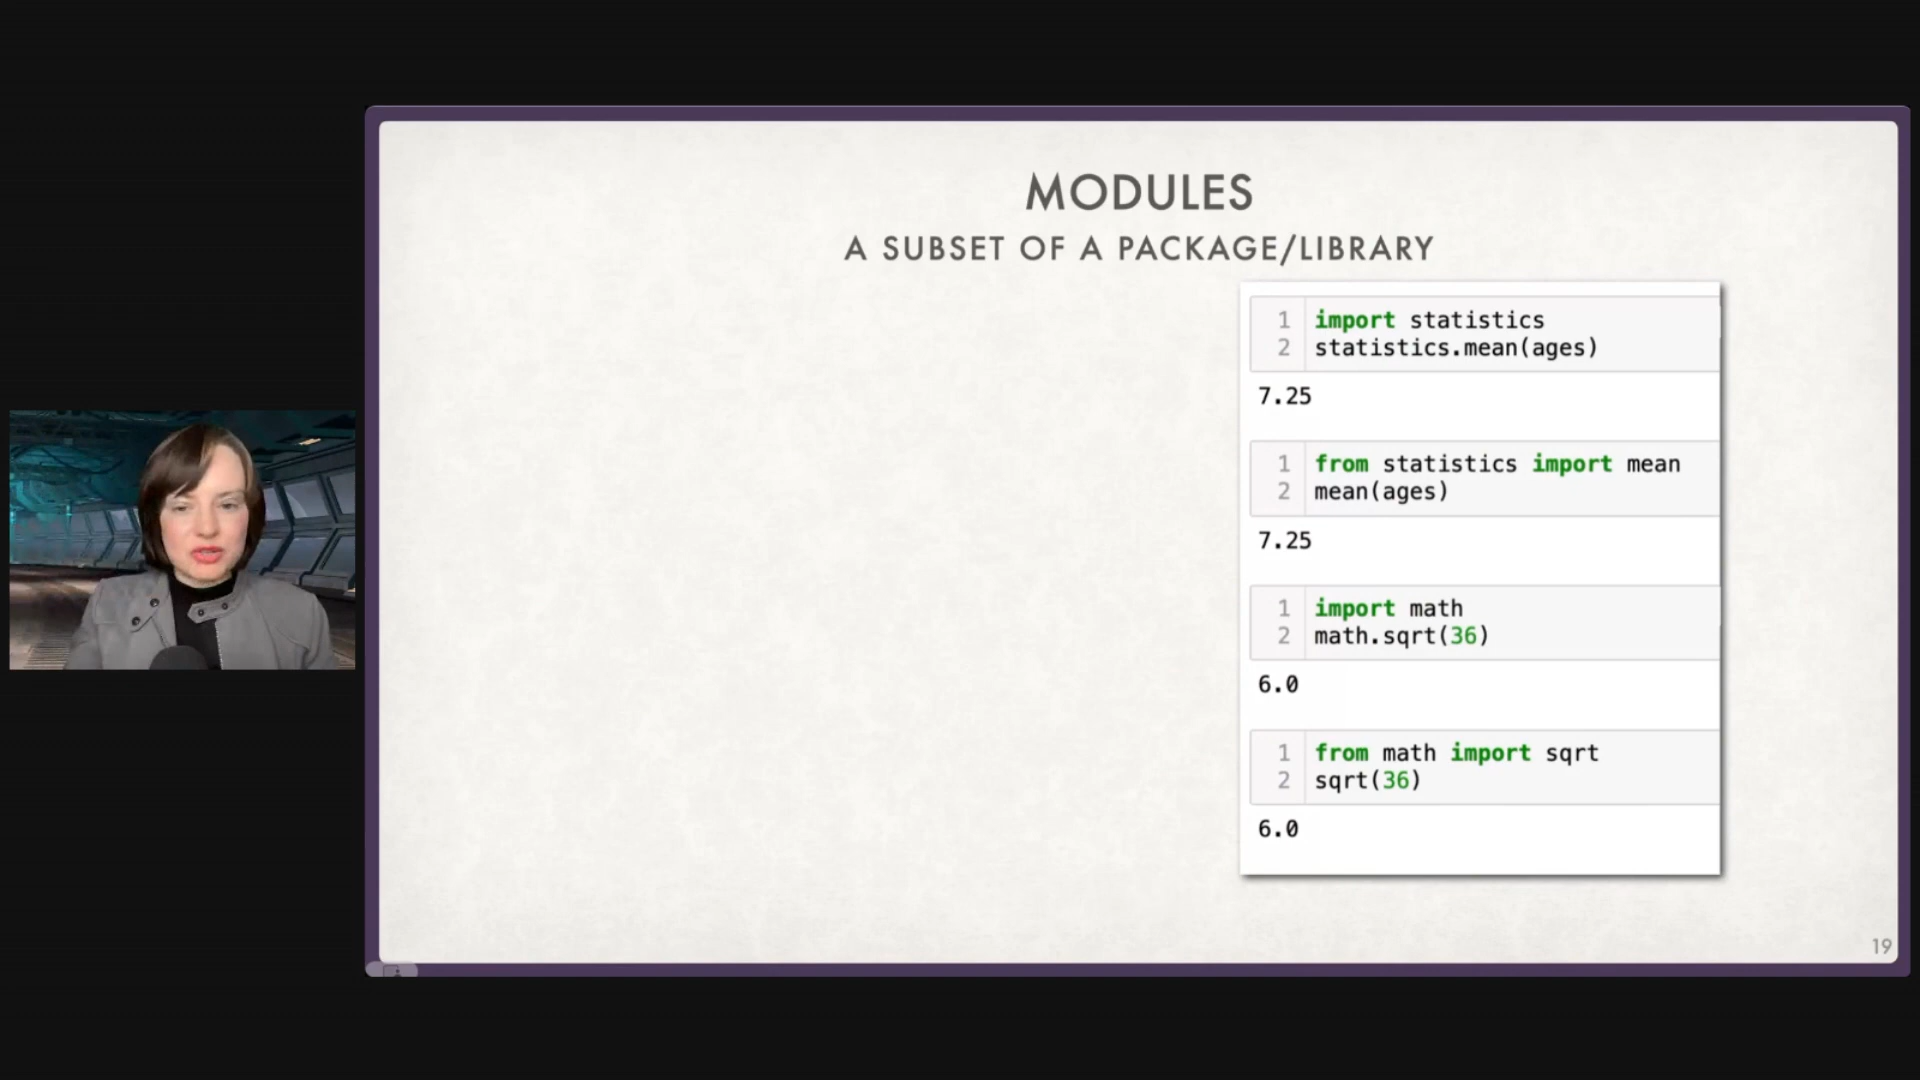 MODULES
A SUBSET OF A PACKAGE/LIBRARY
1 import statistics
2 statistics.mean(ages)
7.25
1 from statistics import mean
2 mean(ages)
7.25
1 import math
2 math.sqrt(36)
6.0
1 from math import sqrt
2 sqrt(36)
6.0
19